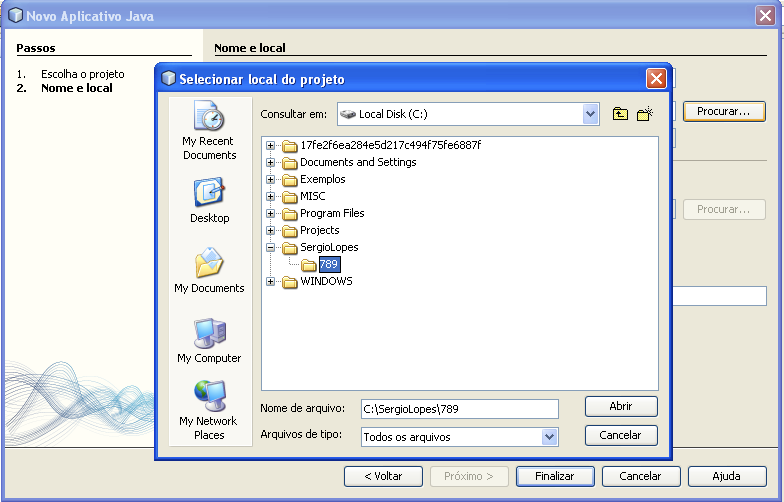 Novo Aplicativo Java
Passos
1. Escolha o projeto
2. Nome e local
Nome e local
Procurar...
Procurar...
Selecionar local do projeto
Consultar em:
Local Disk (C:)
My Recent
Documents
Desktop
My Documents
My Computer
My Network
Places
17fe2f6ea284e5d217c494f75fe6887f
Documents and Settings
Exemplos
MISC
Program Files
Projects
SergioLopes
789
WINDOWS
Nome de arquivo:
C:\SergioLopes\789
Abrir
Arquivos de tipo:
Todos os arquivos
Cancelar
< Voltar
Próximo >
Finalizar
Cancelar
Ajuda